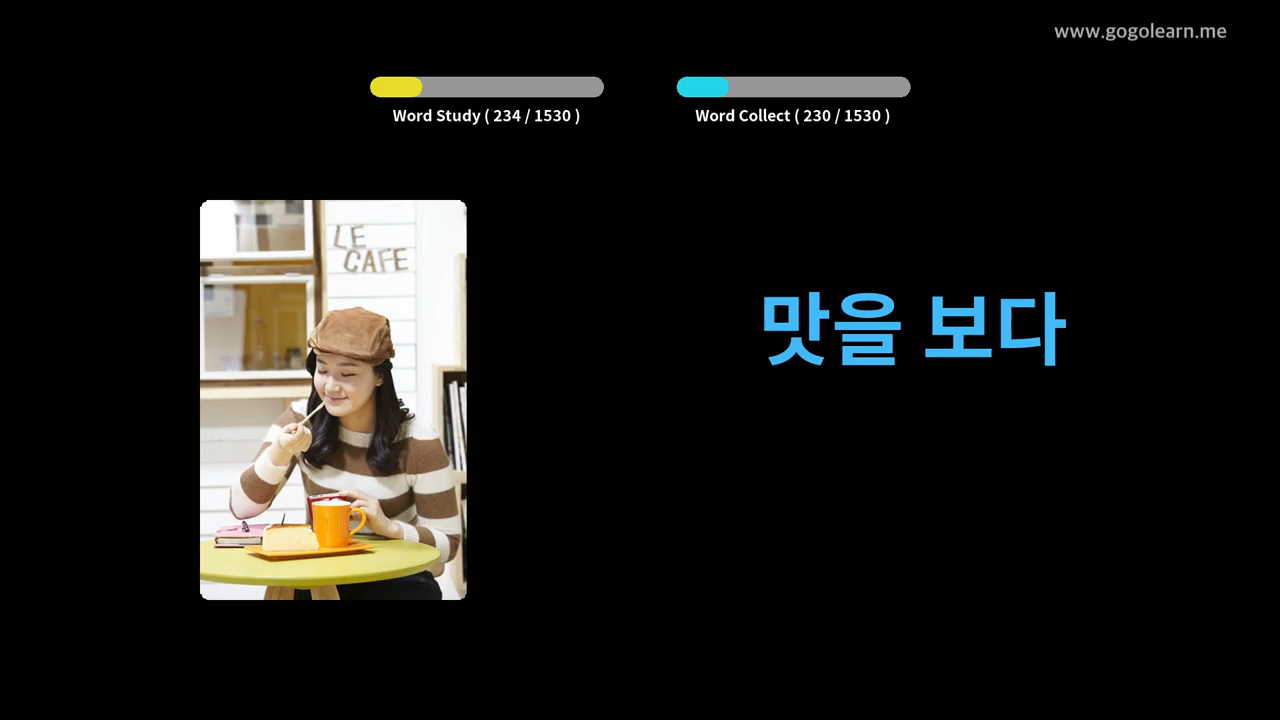 www.gogolearn.me
Word Study ( 234 / 1530 )
Word Collect ( 230 / 1530 )
LE
CAFE
맛을 보다